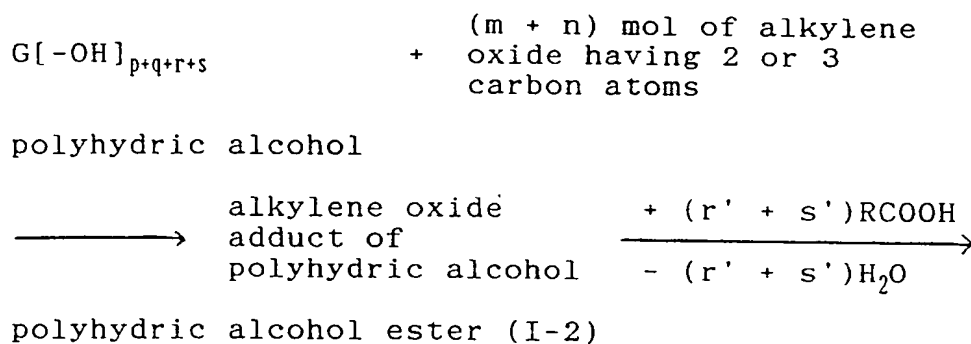 (m + n) mol of alkylene
G[-OH]p+q+r+s + oxide having 2 or 3
carbon atoms
polyhydric alcohol
alkylene oxide + (r' + s')RCOOH
adduct of
polyhydric alcohol - (r' + s')H2O
polyhydric alcohol ester (I-2)